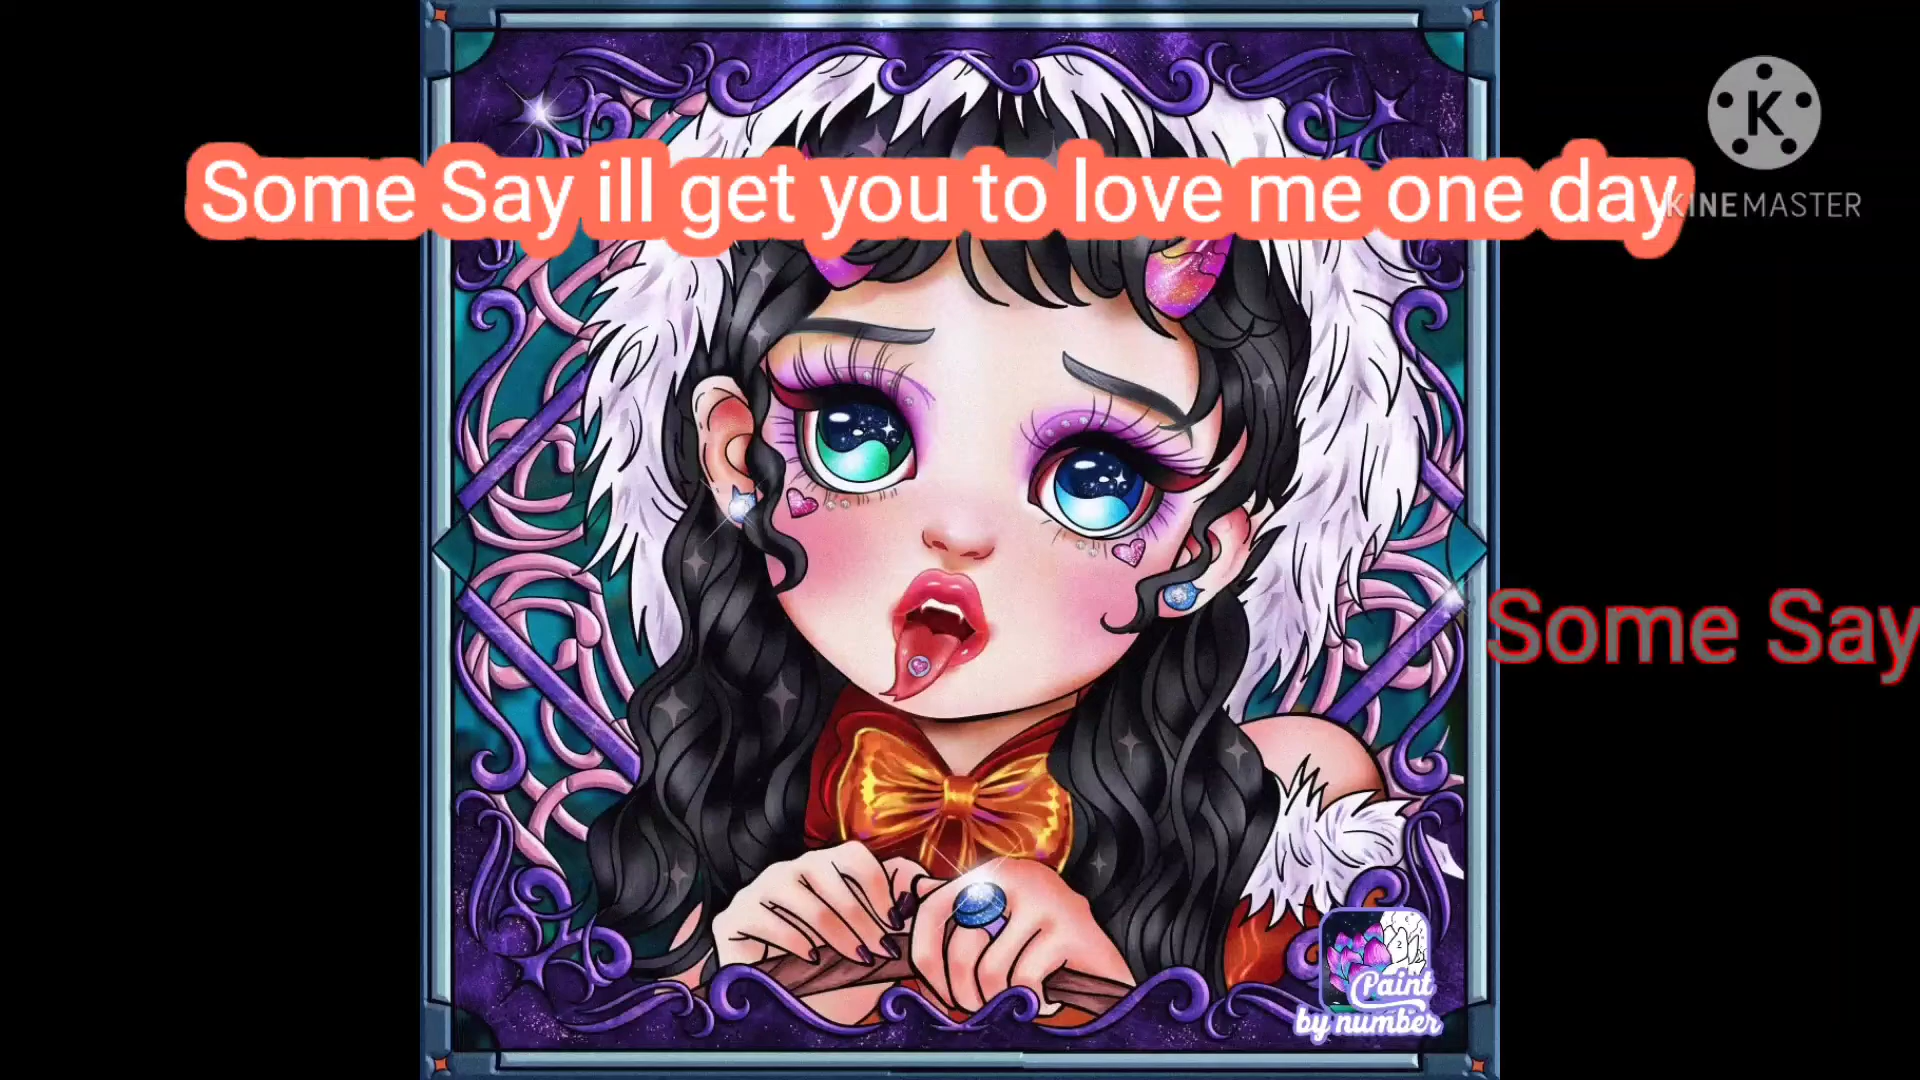 Some Say ill get you to love me one day
K
KINEMASTER
Some Say
Paint
by number